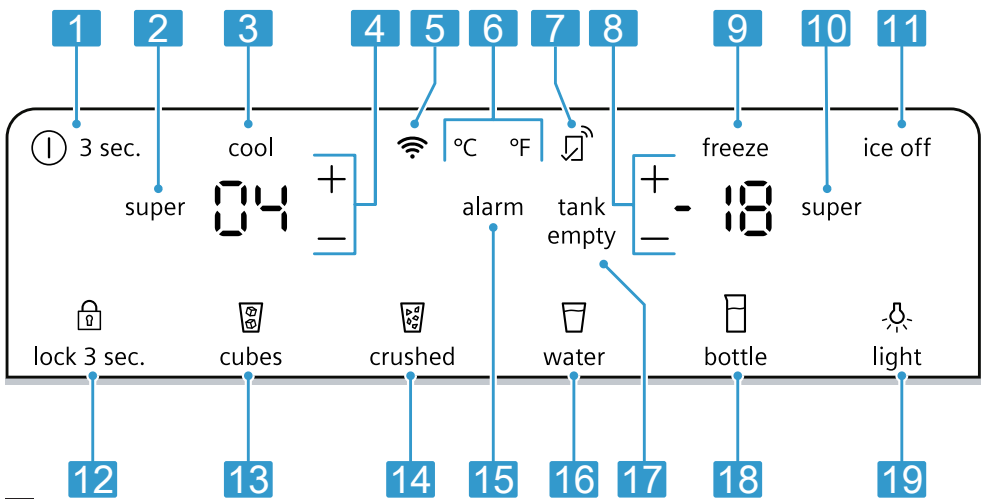 1 2 3 4 5 6 7 8 9 10 11
3 sec. cool °C °F freeze ice off
super 04 + − alarm tank empty + − -18 super
lock 3 sec. cubes crushed water bottle light
12 13 14 15 16 17 18 19